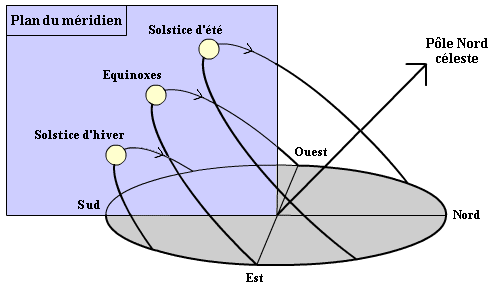 Plan du méridien
Solstice d'été
Pôle Nord
céleste
Equinoxes
Solstice d'hiver
Ouest
Sud
Nord
Est